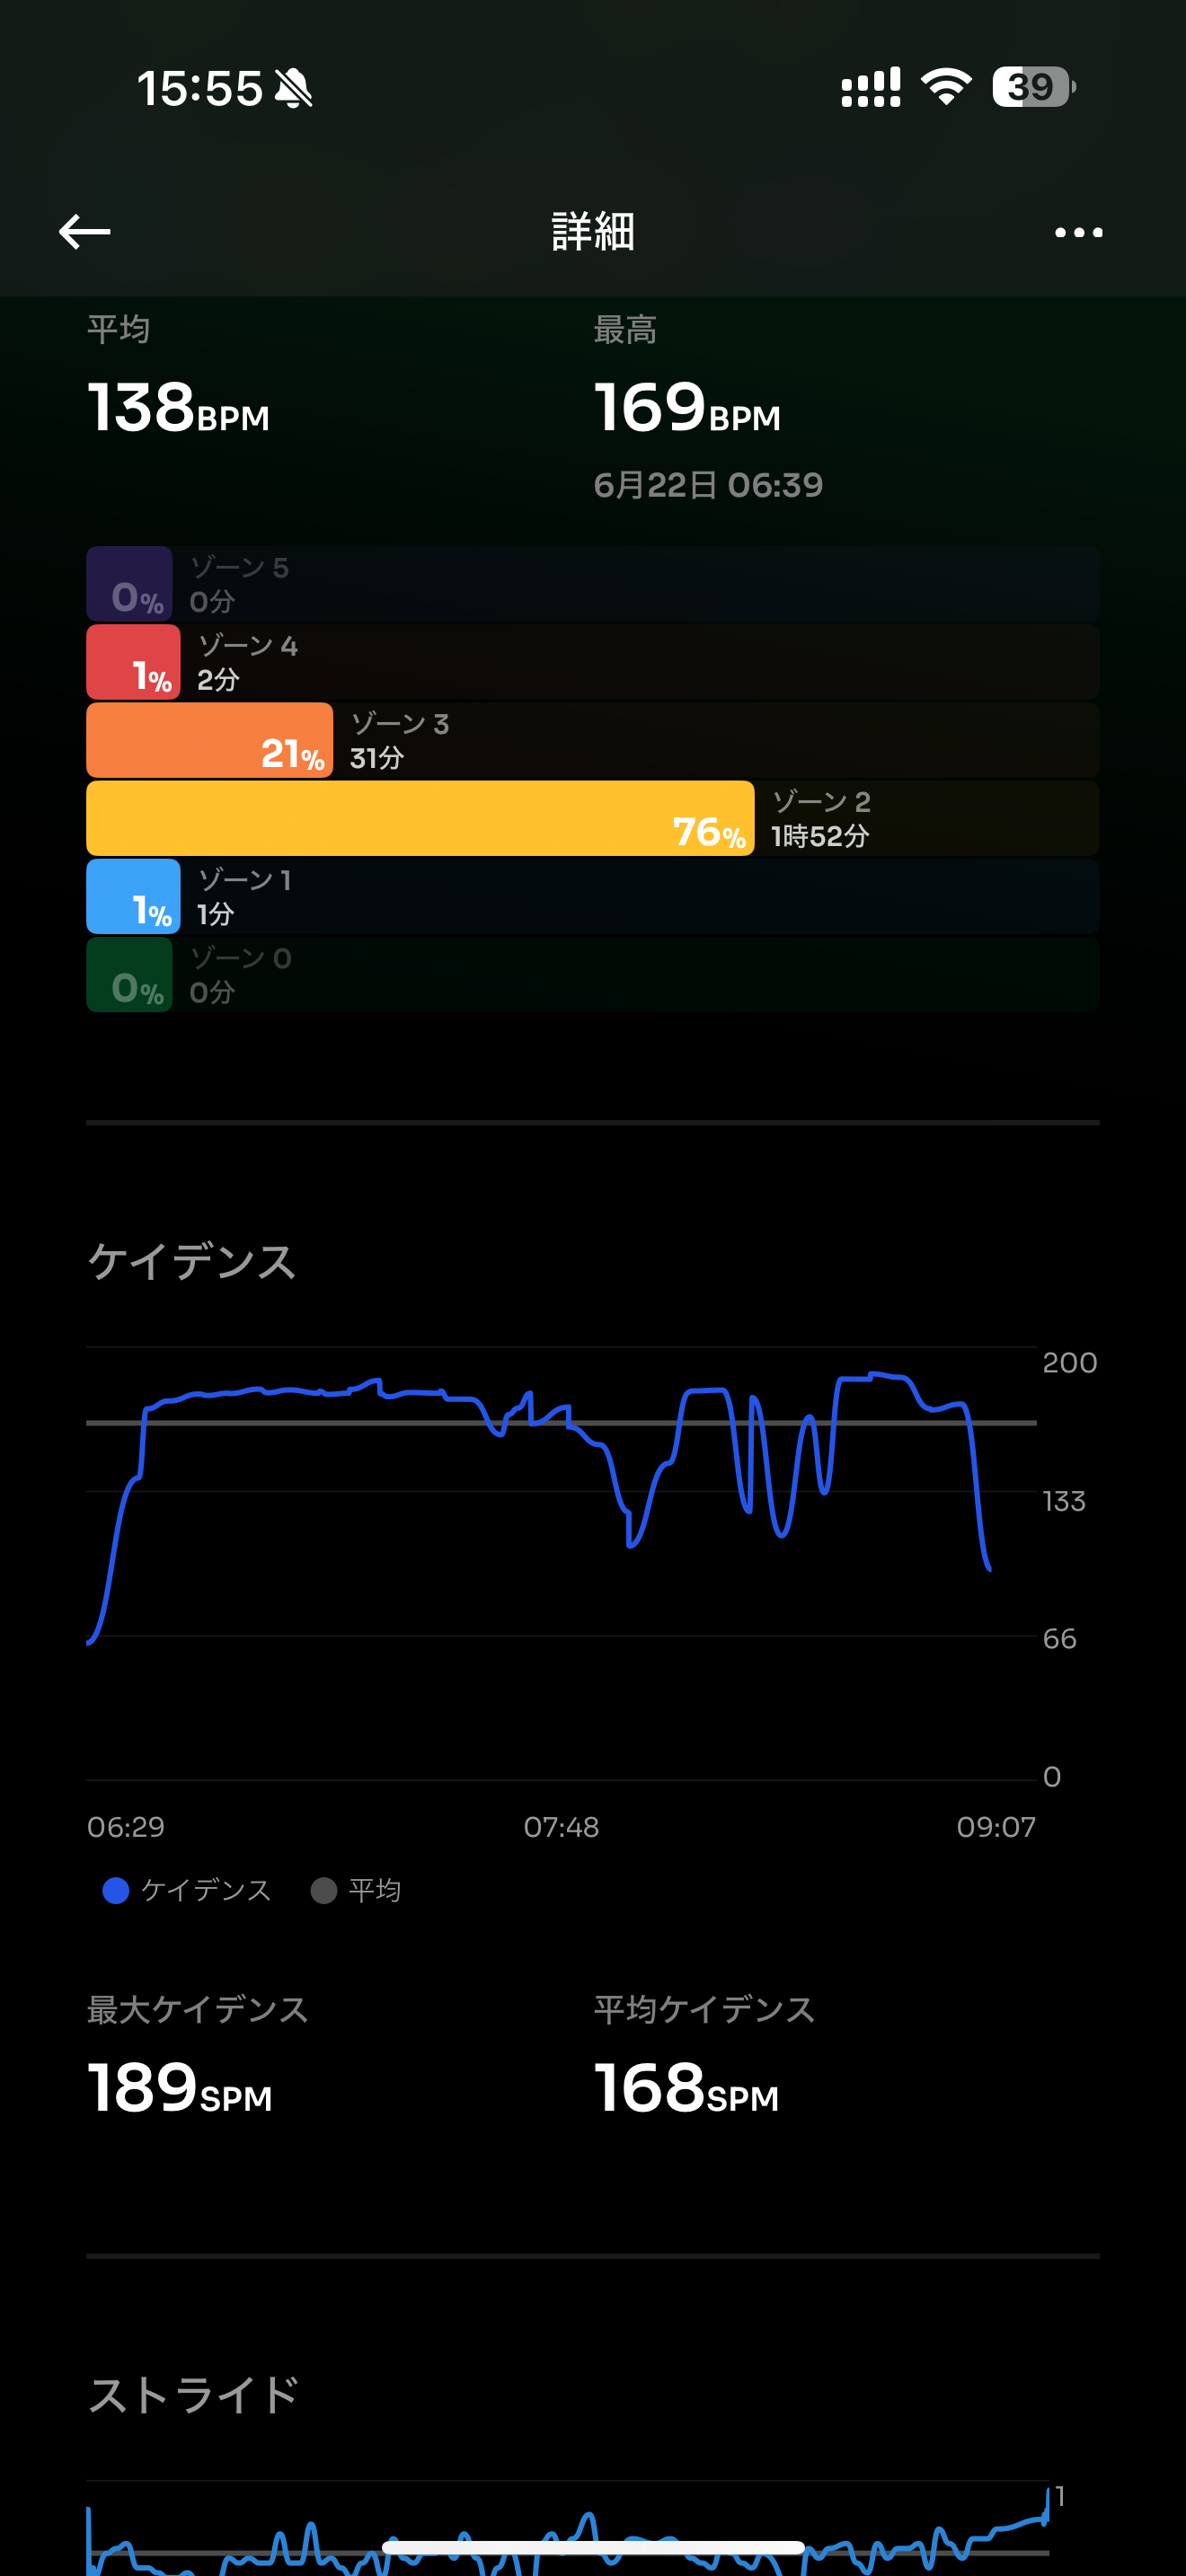 15:55
39
詳細
平均
最高
138BPM
169BPM
6月22日 06:39
0%
ゾーン 5
0分
1%
ゾーン 4
2分
21%
ゾーン 3
31分
76%
ゾーン 2
1時52分
1%
ゾーン 1
1分
0%
ゾーン 0
0分
ケイデンス
200
133
66
0
06:29
07:48
09:07
ケイデンス
平均
最大ケイデンス
平均ケイデンス
189SPM
168SPM
ストライド
1